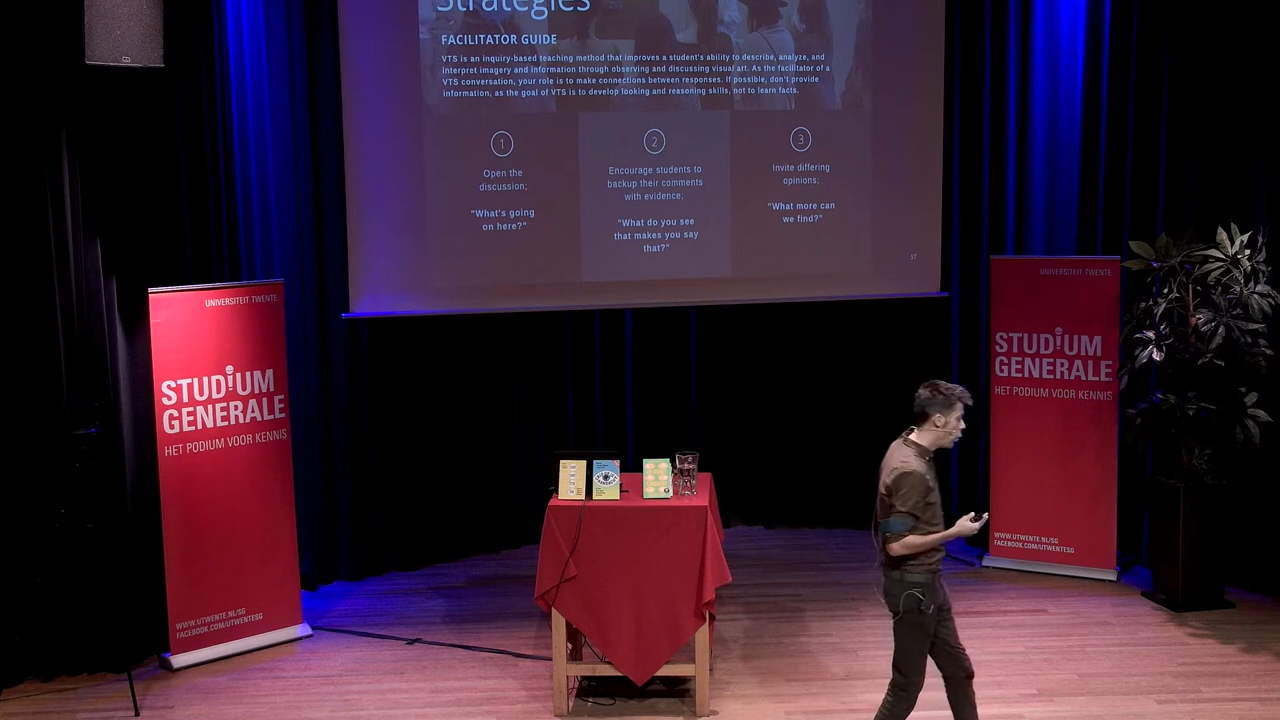 Strategies
FACILITATOR GUIDE
VTS is an inquiry-based teaching method that improves a student's ability to describe, analyze, and
interpret imagery and information through observing and discussing visual art. As the facilitator of a
VTS conversation, your role is to make connections between responses. If possible, don't provide
information, as the goal of VTS is to develop looking and reasoning skills, not to learn facts.
1
Open the
discussion;
"What's going
on here?"
2
Encourage students to
backup their comments
with evidence;
"What do you see
that makes you say
that?"
3
Invite differing
opinions;
"What more can
we find?"
57
UNIVERSITEIT TWENTE
STUDIUM
GENERALE
HET PODIUM VOOR KENNIS
WWW.UTWENTE.NL/SG
FACEBOOK.COM/UTWENTESG
UNIVERSITEIT TWENTE
STUDIUM
GENERALE
HET PODIUM VOOR KENNIS
WWW.UTWENTE.NL/SG
FACEBOOK.COM/UTWENTESG